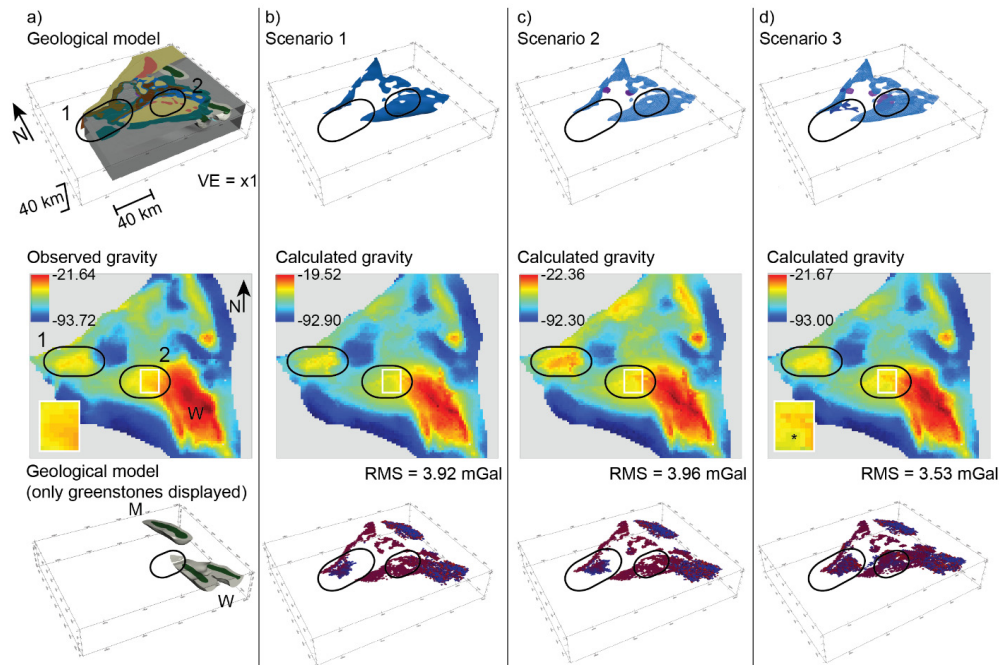 a)
Geological model
1
2
N
40 km
40 km
VE = x1
b)
Scenario 1
c)
Scenario 2
d)
Scenario 3
Observed gravity
-21.64
-93.72
N
1
2
W
Calculated gravity
-19.52
-92.90
RMS = 3.92 mGal
Calculated gravity
-22.36
-92.30
RMS = 3.96 mGal
Calculated gravity
-21.67
-93.00
*
RMS = 3.53 mGal
Geological model
(only greenstones displayed)
M
W